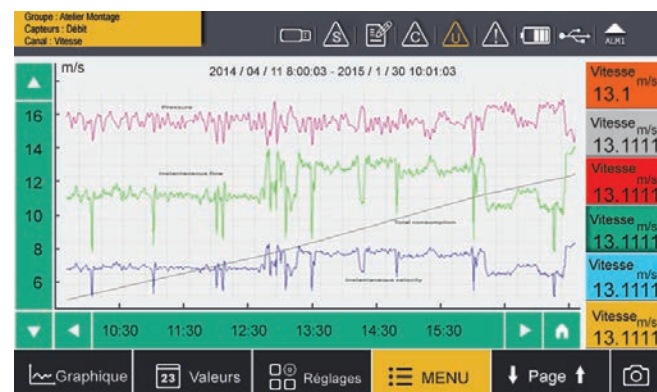 Groupe : Atelier Montage
Capteurs : Débit
Canal : Vitesse
S
C
U
ALM1
m/s
2014 / 04 / 11 8:00:03 - 2015 / 1 / 30 10:01:03
16
14
12
10
8
6
Pressure
Instantaneous flow
Total consumption
Instantaneous velocity
10:30
11:30
12:30
13:30
14:30
15:30
Vitesse m/s
13.1
Vitesse m/s
13.1111
Vitesse m/s
13.1111
Vitesse m/s
13.1111
Vitesse m/s
13.1111
Vitesse m/s
13.1111
Graphique
23
Valeurs
Réglages
MENU
Page